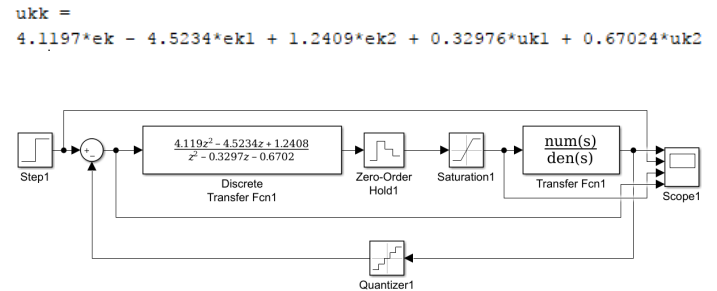 ukk =
4.1197*ek - 4.5234*ek1 + 1.2409*ek2 + 0.32976*uk1 + 0.67024*uk2
4.119z² – 4.5234z + 1.2408
z² – 0.3297z – 0.6702
num(s)
den(s)
Step1
Discrete
Transfer Fcn1
Zero-Order
Hold1
Saturation1
Transfer Fcn1
Scope1
Quantizer1